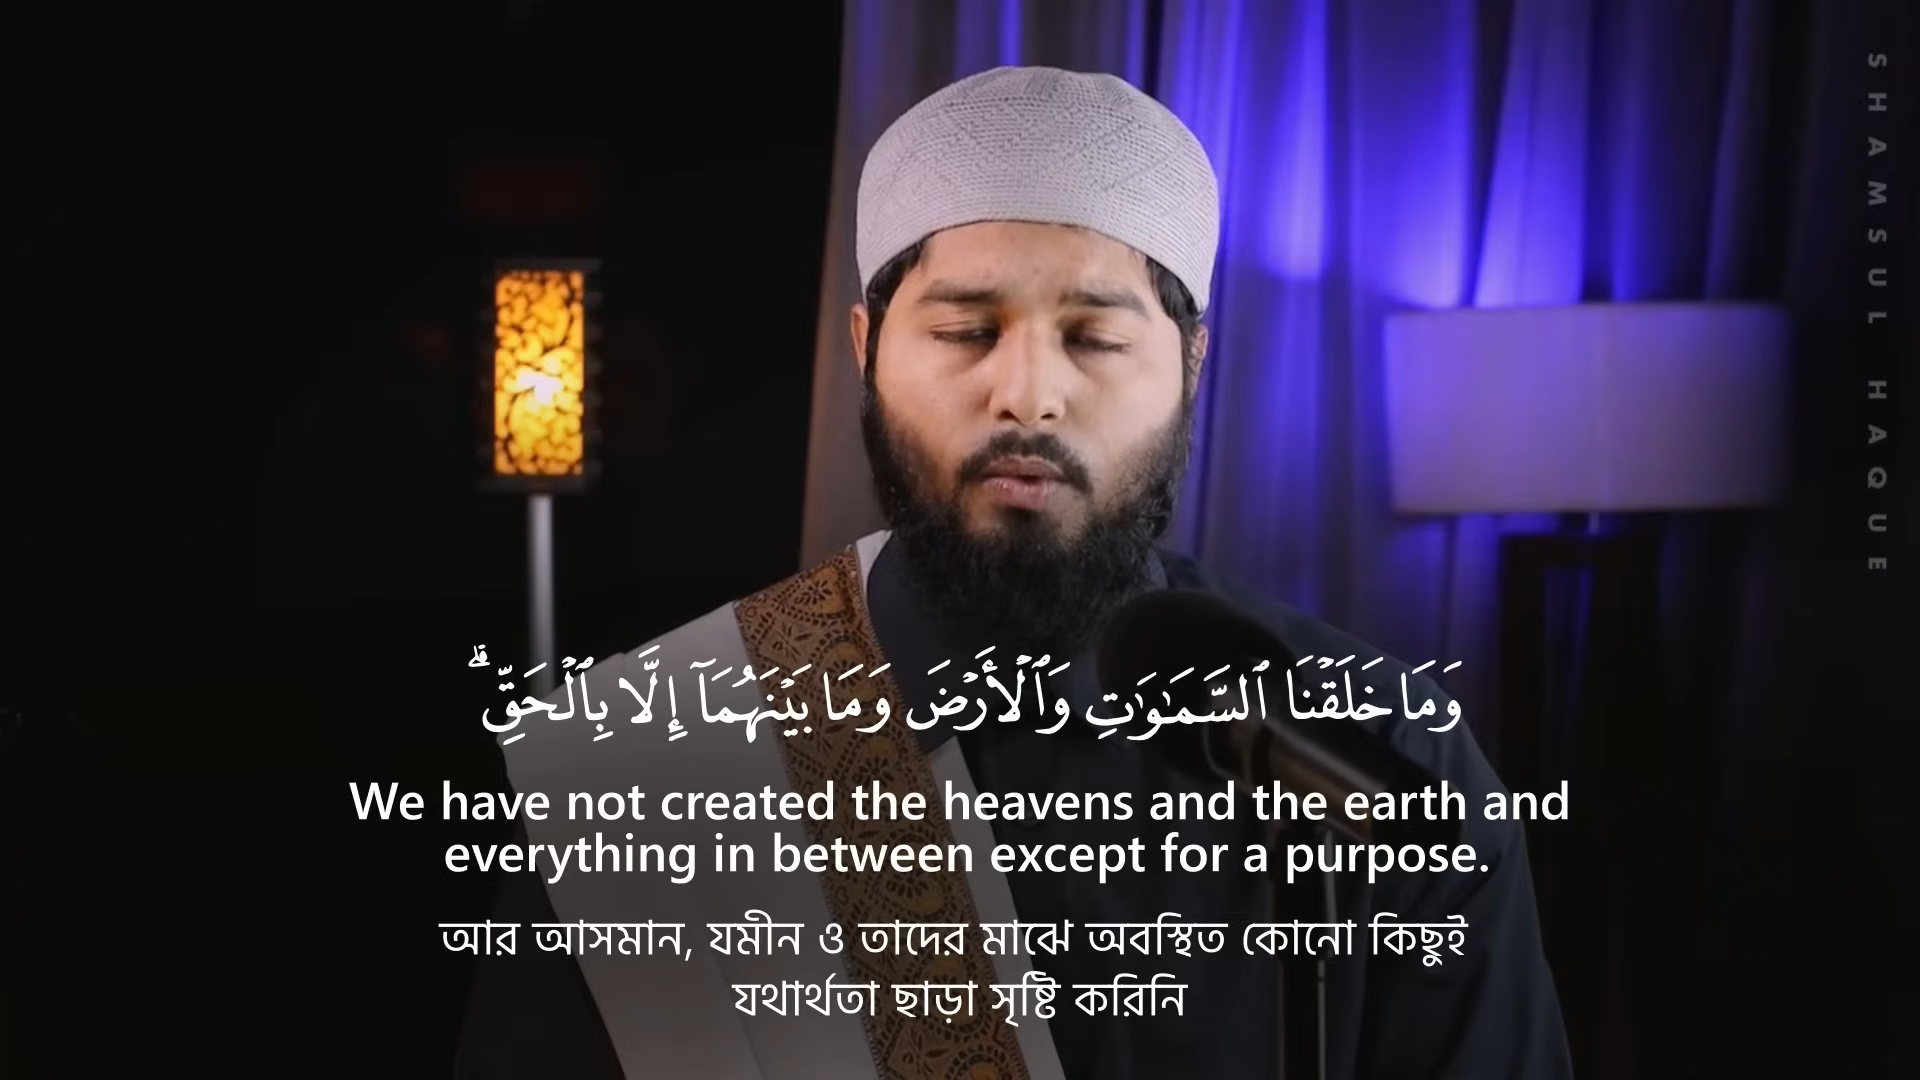 SHAMSUL HAQUE
وَمَا خَلَقْنَا ٱلسَّمَـٰوَٰتِ وَٱلْأَرْضَ وَمَا بَيْنَهُمَآ إِلَّا بِٱلْحَقِّ ۗ
We have not created the heavens and the earth and
everything in between except for a purpose.
আর আসমান, যমীন ও তাদের মাঝে অবস্থিত কোনো কিছুই
যথার্থতা ছাড়া সৃষ্টি করিনি